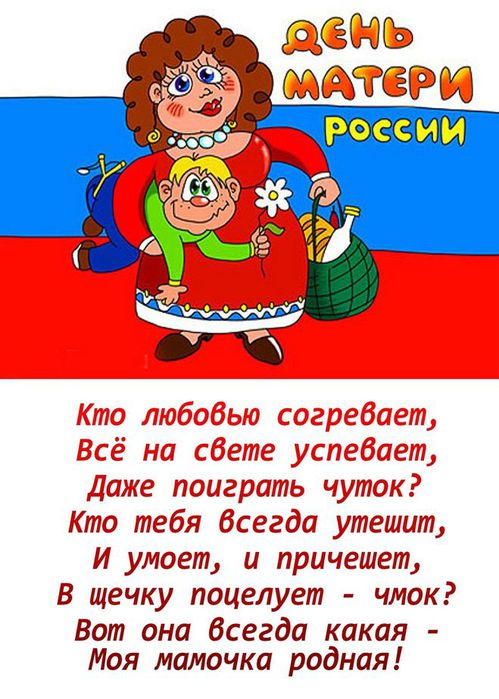 ДЕНЬ
МАТЕРИ
РОССИИ
Кто любовью согревает,
Всё на свете успевает,
Даже поиграть чуток?
Кто тебя всегда утешит,
И умоет, и причешет,
В щечку поцелует - чмок?
Вот она всегда какая -
Моя мамочка родная!